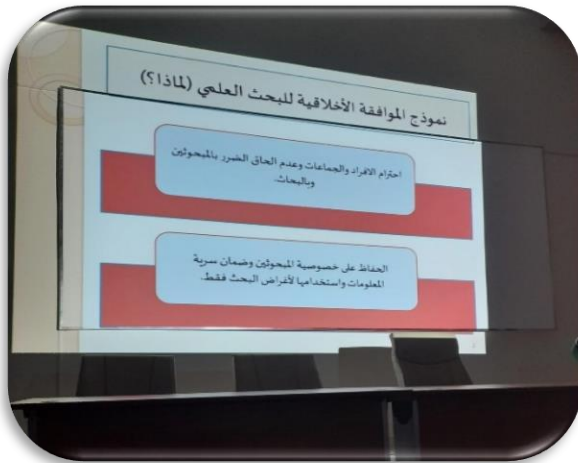 نموذج الموافقة الأخلاقية للبحث العلمي (لماذا؟)
احترام الافراد والجماعات وعدم الحاق الضرر بالمبحوثين
وبالبحاث.
الحفاظ على خصوصية المبحوثين وضمان سرية
المعلومات واستخدامها لأغراض البحث فقط.